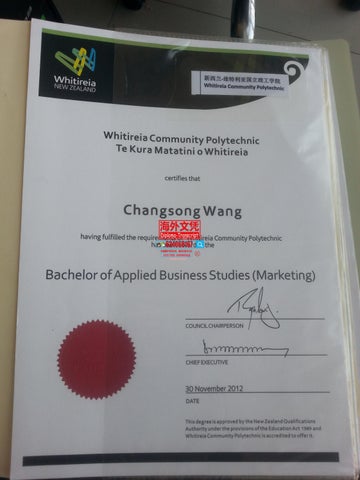 Whitireia
NEW ZEALAND
新西兰-维特利亚国立理工学院
Whitireia Community Polytechnic
Whitireia Community Polytechnic
Te Kura Matatini o Whitireia
certifies that
Changsong Wang
海外文凭
Diploma Transcript
having fulfilled the Whitireia Community Polytechnic
the
Bachelor of Applied Business Studies (Marketing)
COUNCIL CHAIRPERSON
CHIEF EXECUTIVE
30 November 2012
DATE
This degree is approved by the New Zealand Qualifications
Authority under the provisions of the Education Act 1989 and
Whitireia Community Polytechnic is accredited to offer it.